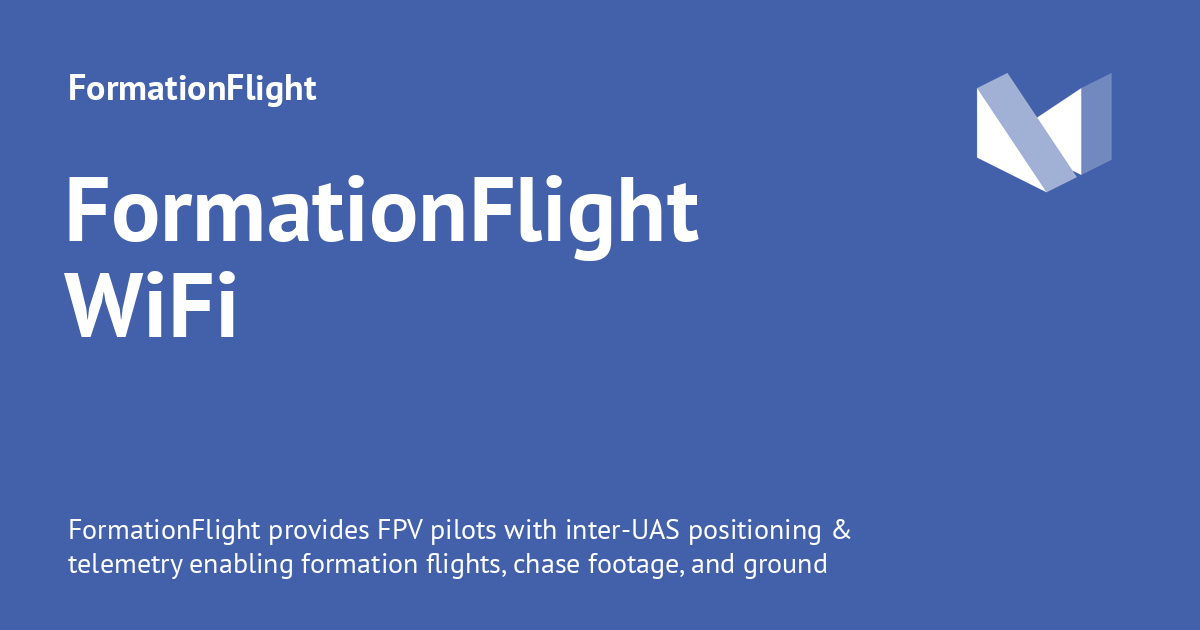 FormationFlight
FormationFlight
WiFi
FormationFlight provides FPV pilots with inter-UAS positioning &
telemetry enabling formation flights, chase footage, and ground